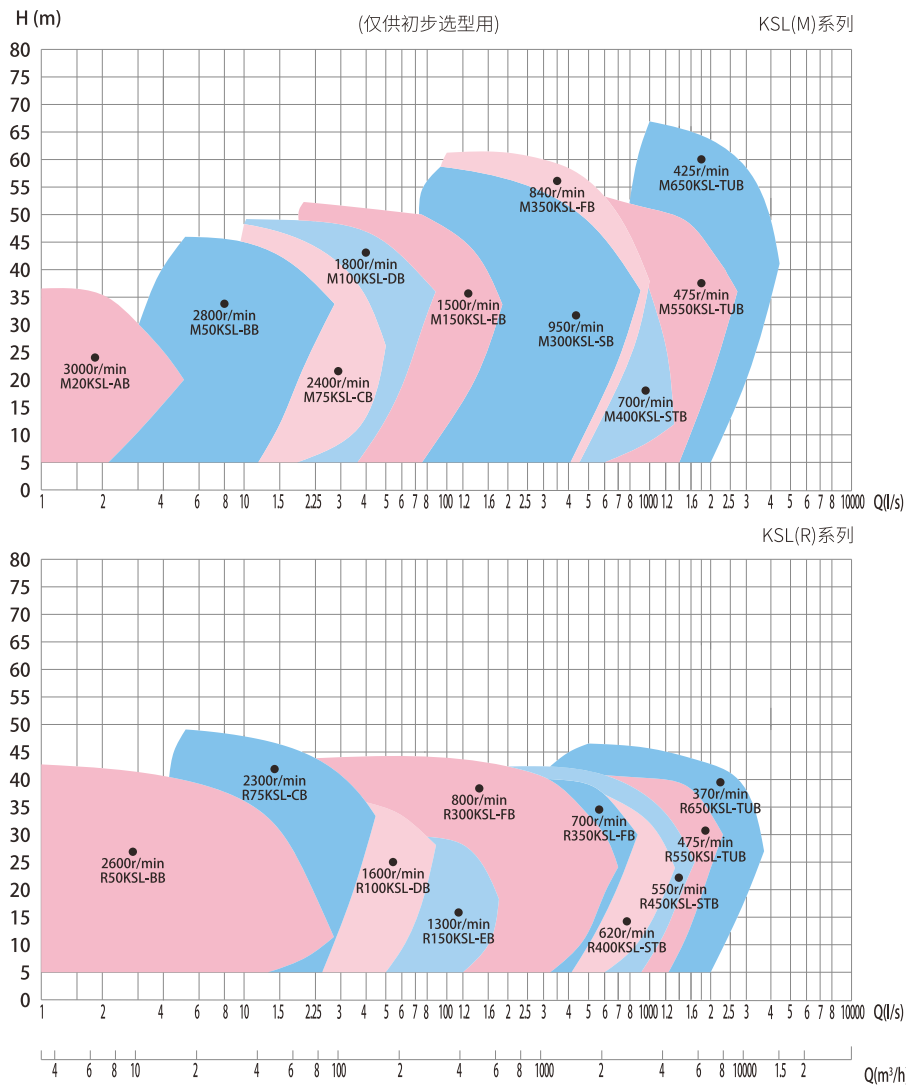 H (m) (仅供初步选型用) KSL(M)系列
80
75
70
65
60
55
50
45
40
35
30
25
20
15
10
5
0
425r/min
M650KSL-TUB
840r/min
M350KSL-FB
1800r/min
M100KSL-DB
475r/min
M550KSL-TUB
1500r/min
M150KSL-EB
2800r/min
M50KSL-BB
950r/min
M300KSL-SB
3000r/min
M20KSL-AB
2400r/min
M75KSL-CB
700r/min
M400KSL-STB
1 2 4 6 8 10 1.5 2 2.5 3 4 5 6 7 8 100 1.2 1.6 2 2.5 3 4 5 6 7 8 1000 1.2 1.6 2 2.5 3 4 5 6 8 10000 Q(l/s)
KSL(R)系列
80
75
70
65
60
55
50
45
40
35
30
25
20
15
10
5
0
2300r/min
R75KSL-CB
370r/min
R650KSL-TUB
800r/min
R300KSL-FB
700r/min
R350KSL-FB
475r/min
R550KSL-TUB
2600r/min
R50KSL-BB
1600r/min
R100KSL-DB
550r/min
R450KSL-STB
1300r/min
R150KSL-EB
620r/min
R400KSL-STB
1 2 4 6 8 10 1.5 2 2.5 3 4 5 6 7 8 100 1.2 1.6 2 2.5 3 4 5 6 7 8 1000 1.2 1.6 2 2.5 3 4 5 6 8 10000 Q(l/s)
4 6 8 10 2 4 6 8 100 2 4 6 8 1000 2 4 6 8 10000 1.5 2 Q(m³/h